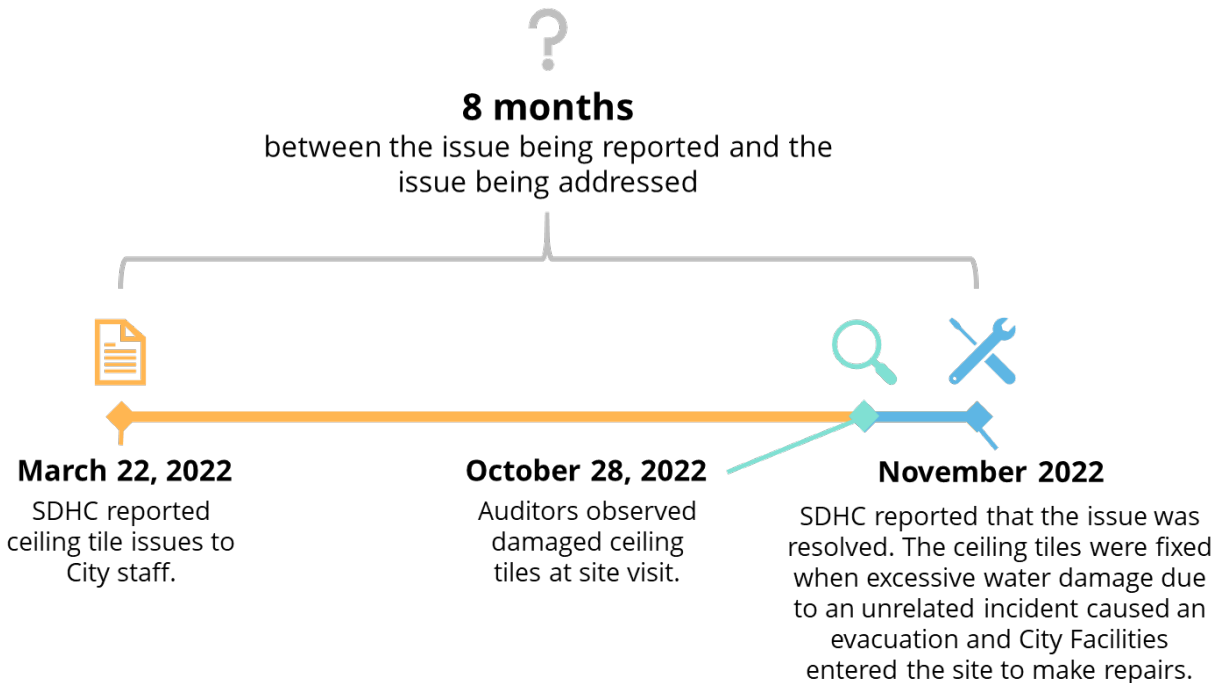 ?
8 months
between the issue being reported and the
issue being addressed
March 22, 2022
SDHC reported
ceiling tile issues to
City staff.
October 28, 2022
Auditors observed
damaged ceiling
tiles at site visit.
November 2022
SDHC reported that the issue was
resolved. The ceiling tiles were fixed
when excessive water damage due
to an unrelated incident caused an
evacuation and City Facilities
entered the site to make repairs.